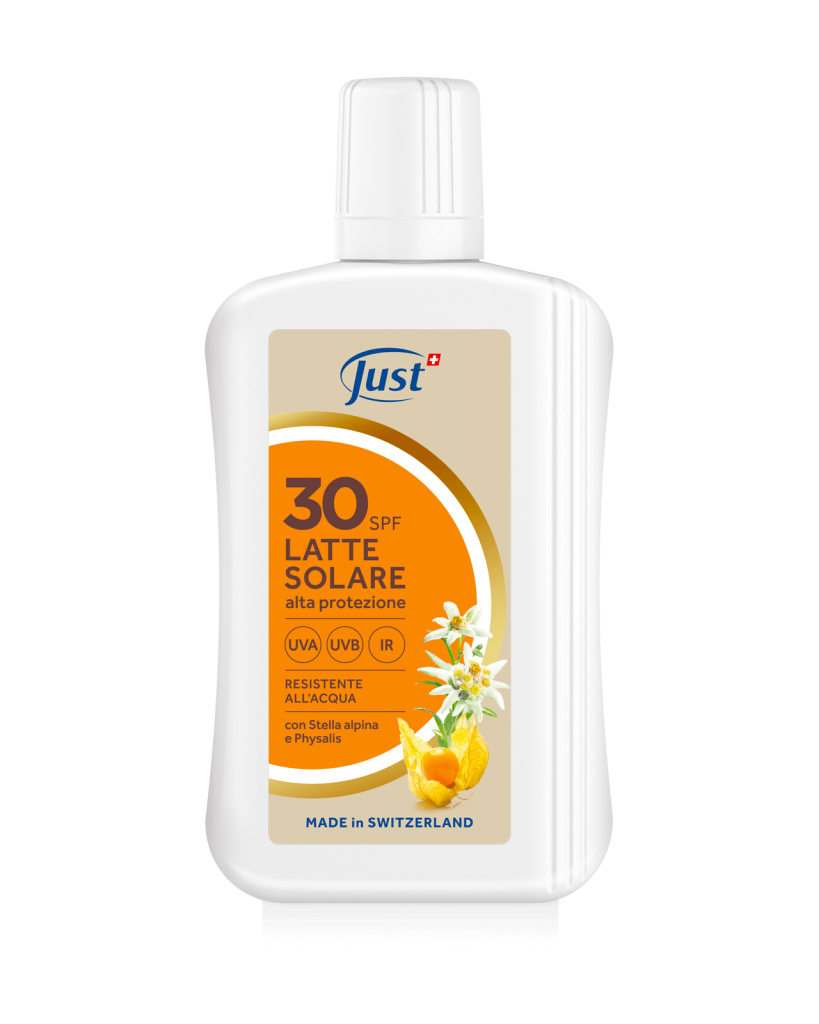 Just
30 SPF
LATTE
SOLARE
alta protezione
UVA UVB IR
RESISTENTE
ALL'ACQUA
con Stella alpina
e Physalis
MADE in SWITZERLAND